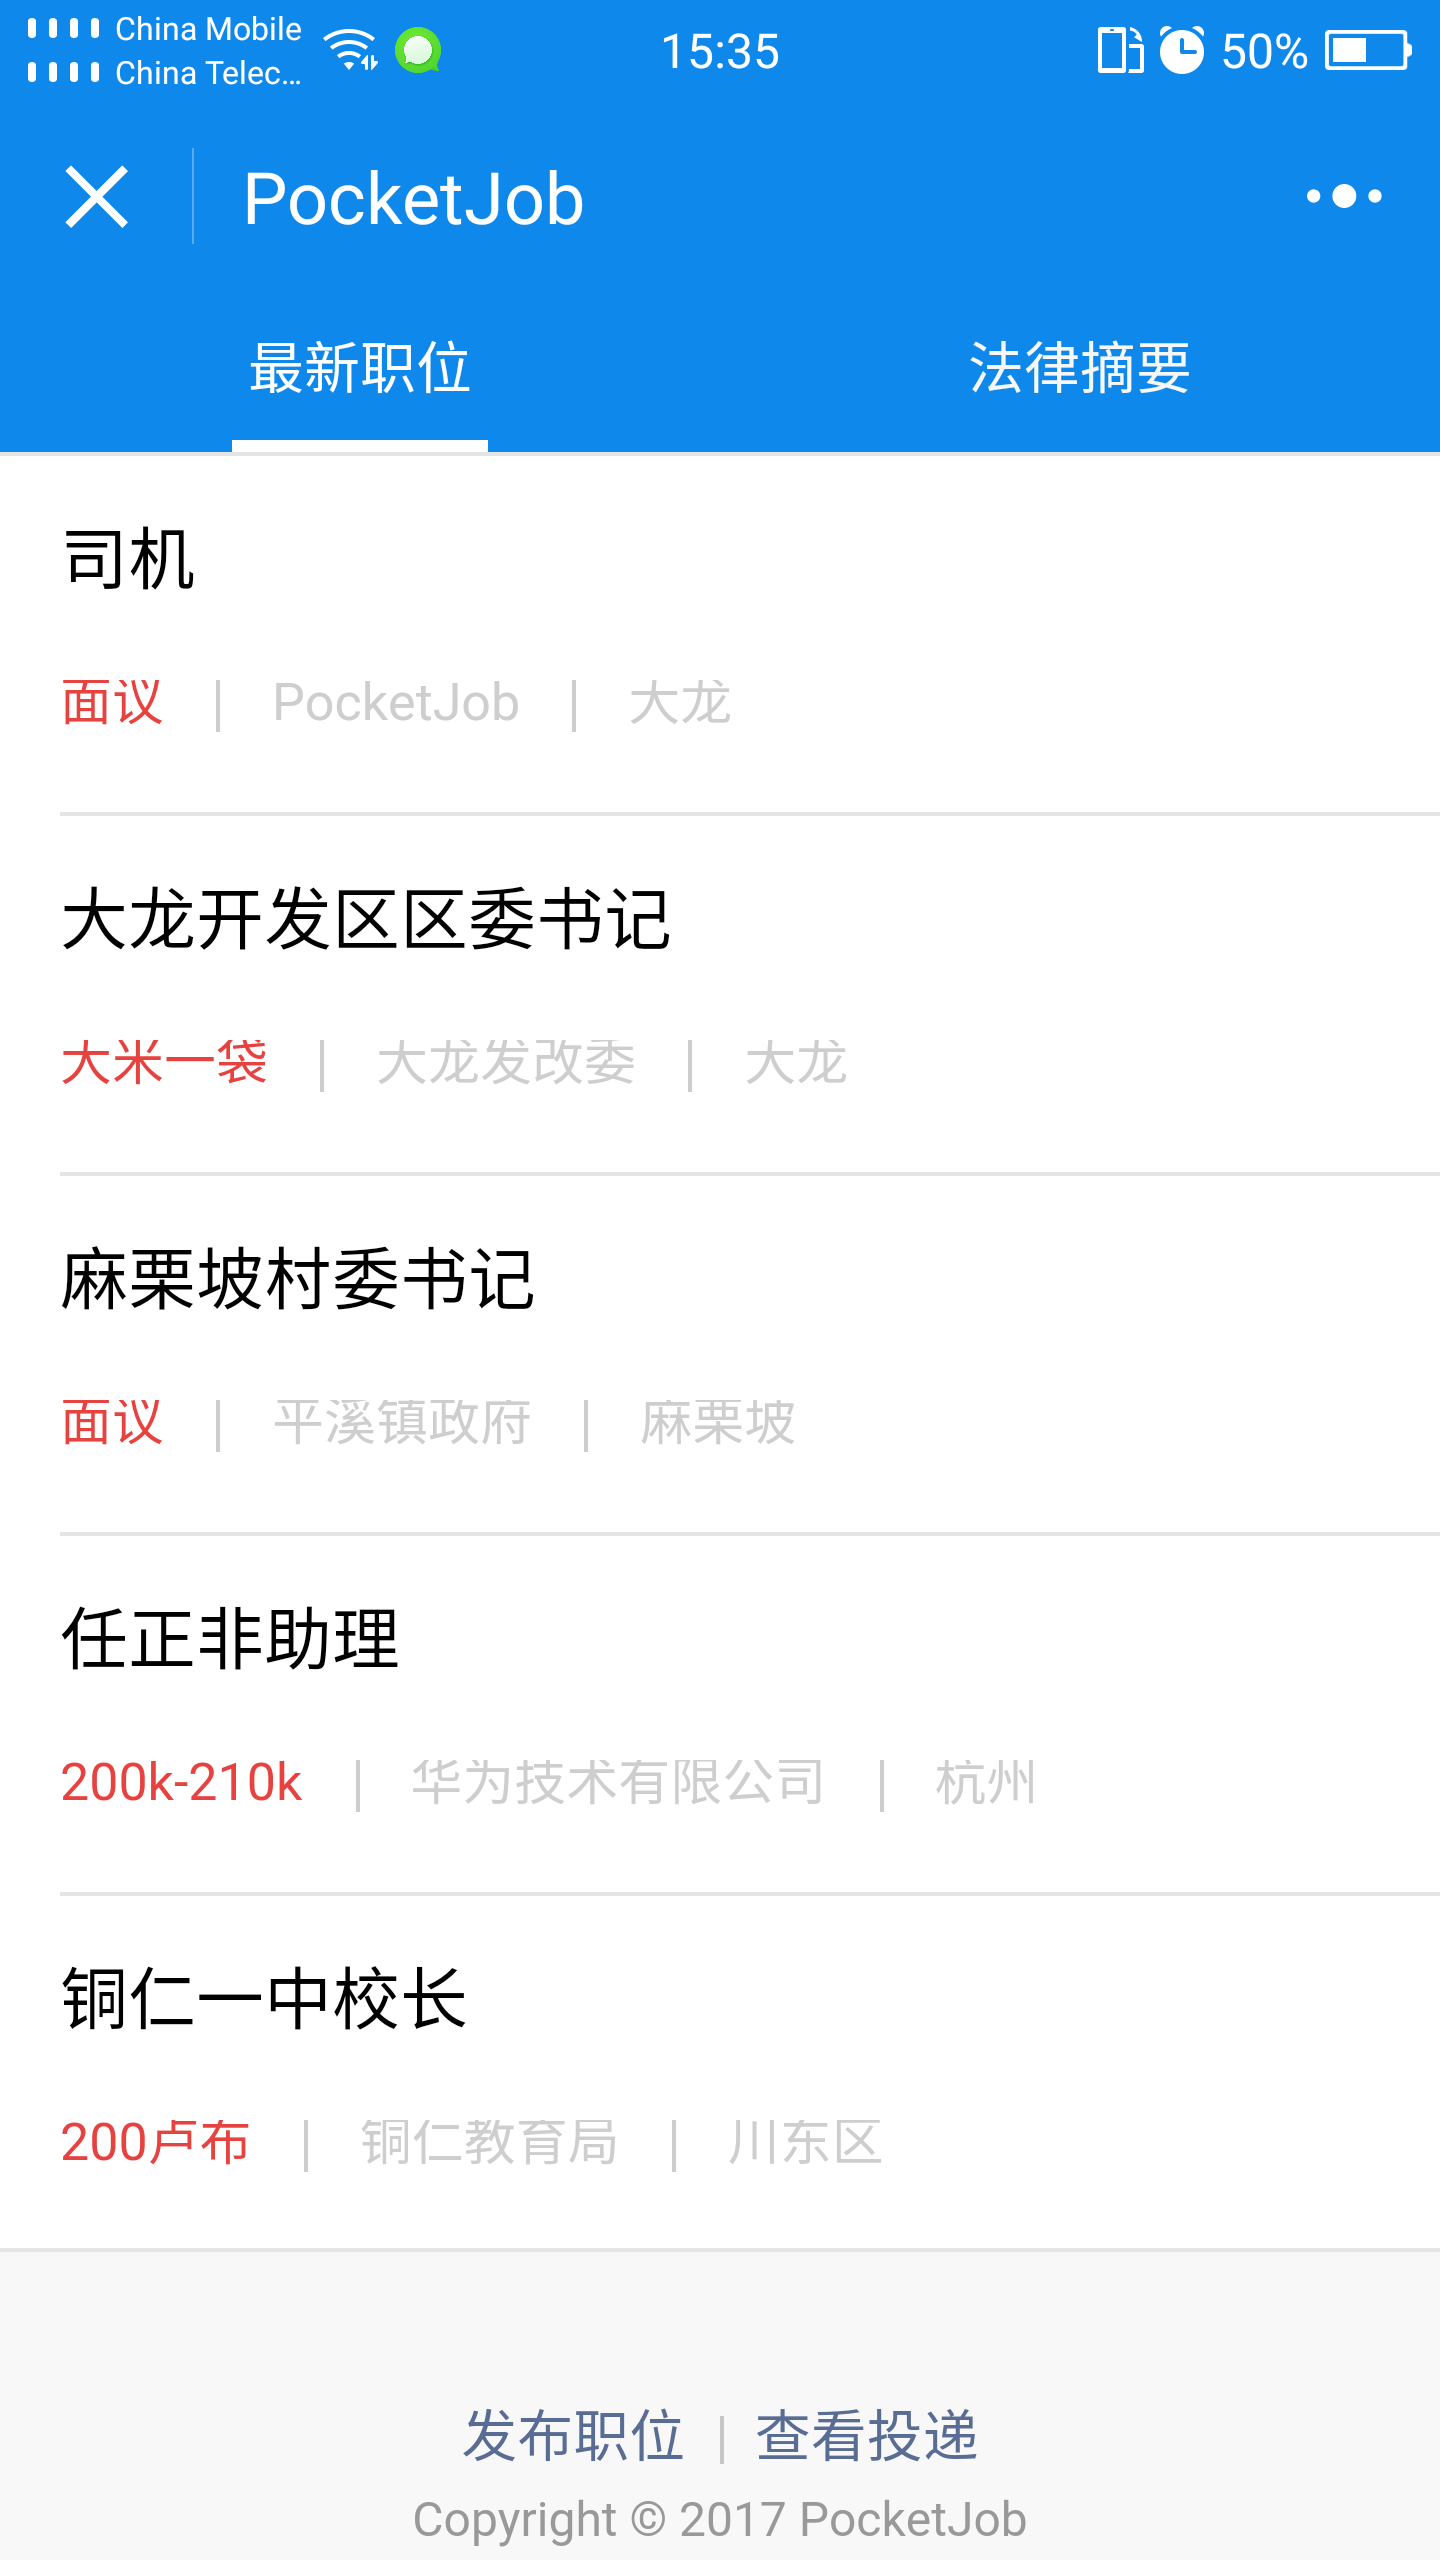 China Mobile
China Telec...
15:35
50%
PocketJob
最新职位
法律摘要
司机
面议 | PocketJob | 大龙
大龙开发区区委书记
大米一袋 | 大龙发改委 | 大龙
麻栗坡村委书记
面议 | 平溪镇政府 | 麻栗坡
任正非助理
200k-210k | 华为技术有限公司 | 杭州
铜仁一中校长
200卢布 | 铜仁教育局 | 川东区
发布职位 | 查看投递
Copyright © 2017 PocketJob